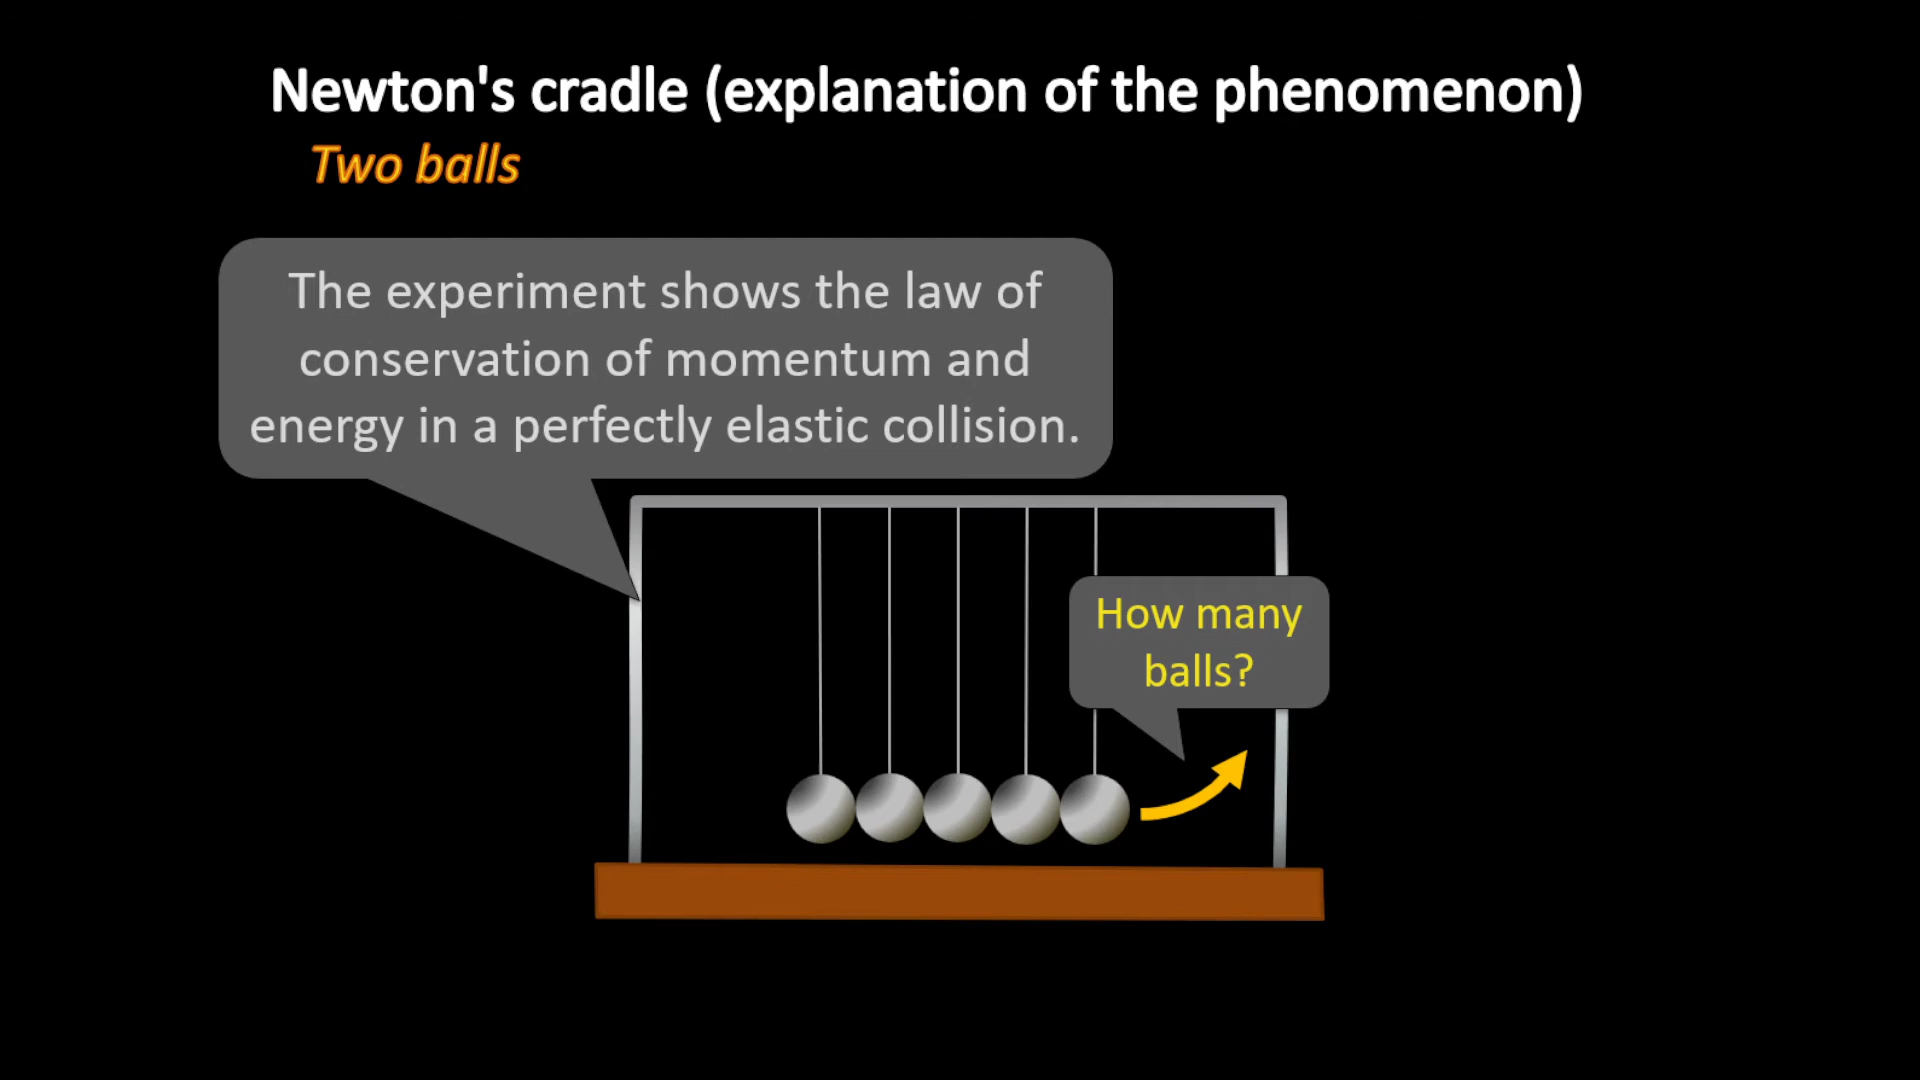 Newton's cradle (explanation of the phenomenon)
Two balls
The experiment shows the law of
conservation of momentum and
energy in a perfectly elastic collision.
How many
balls?